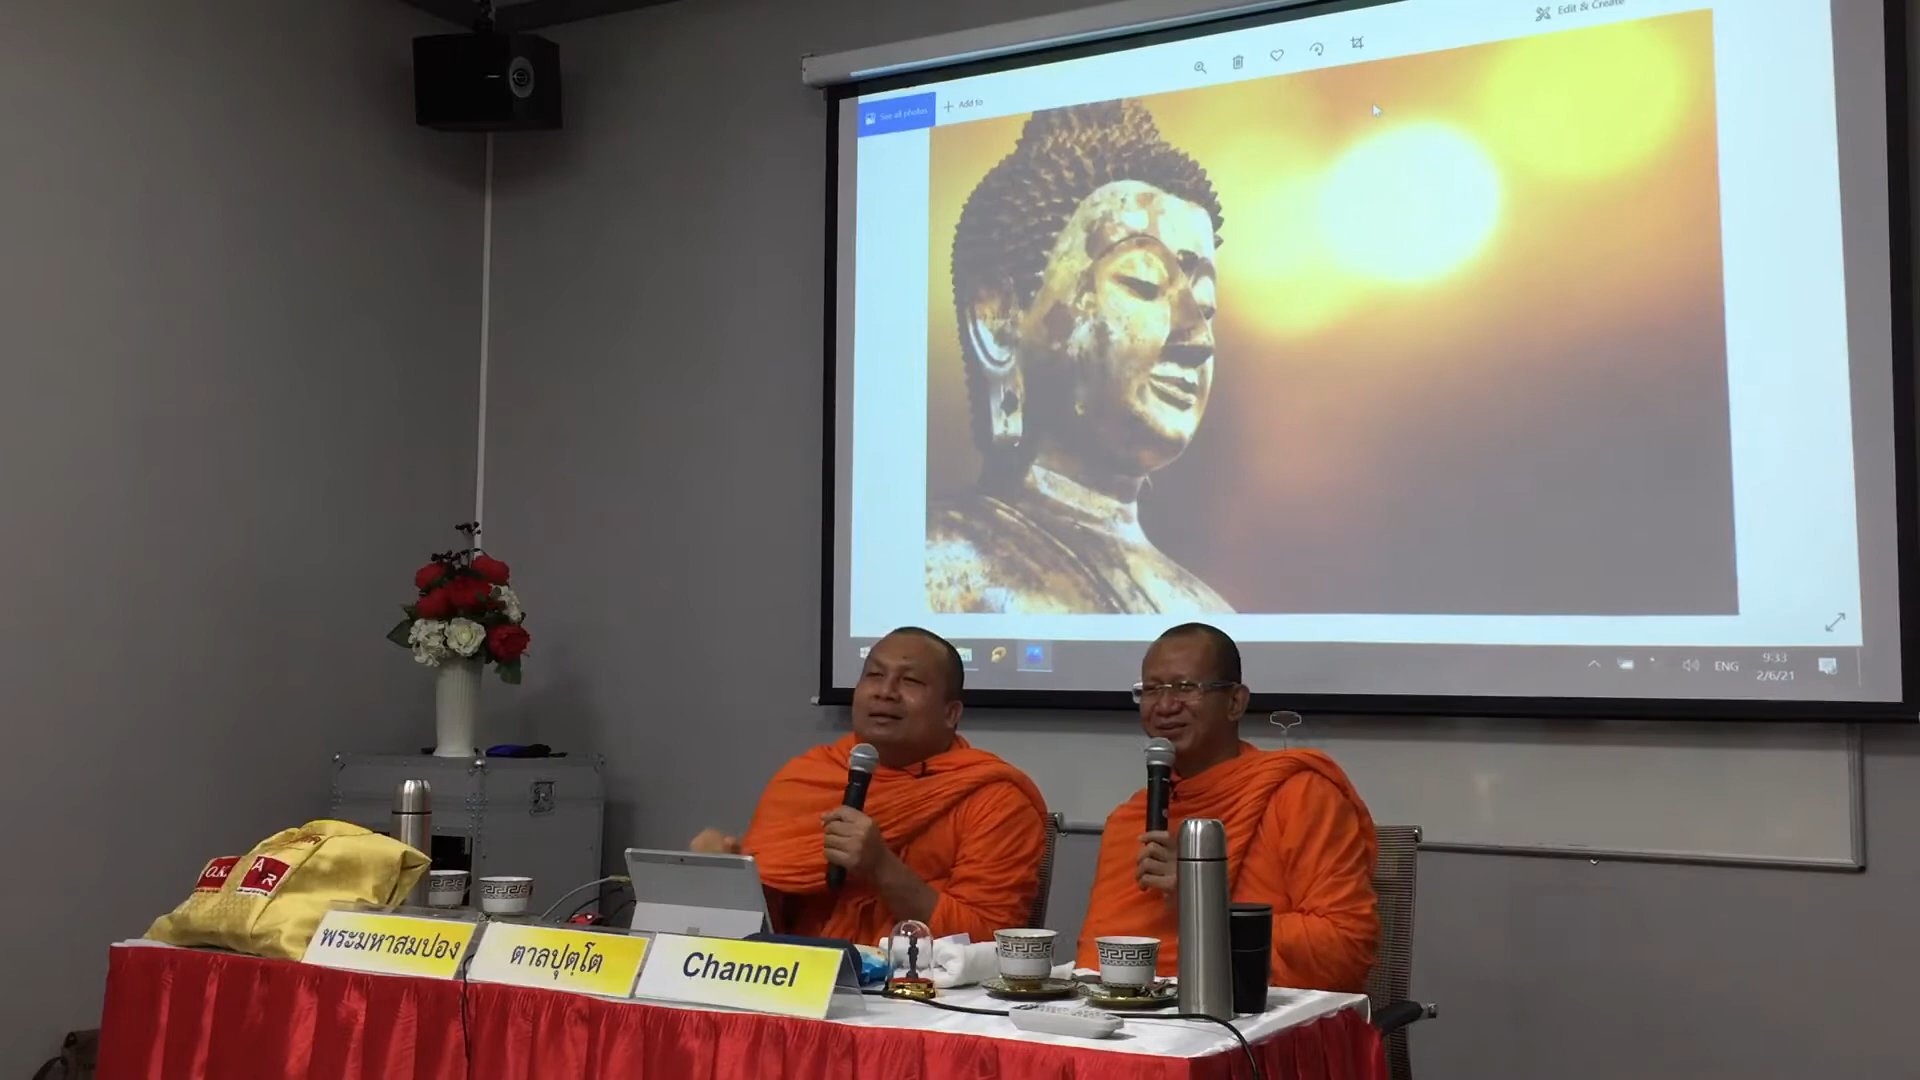 Edit & Create
See all photos
Add to
ENG
9:33
2/6/21
O.K.
A
R
พระมหาสมปอง
ตาลปุตฺโต
Channel